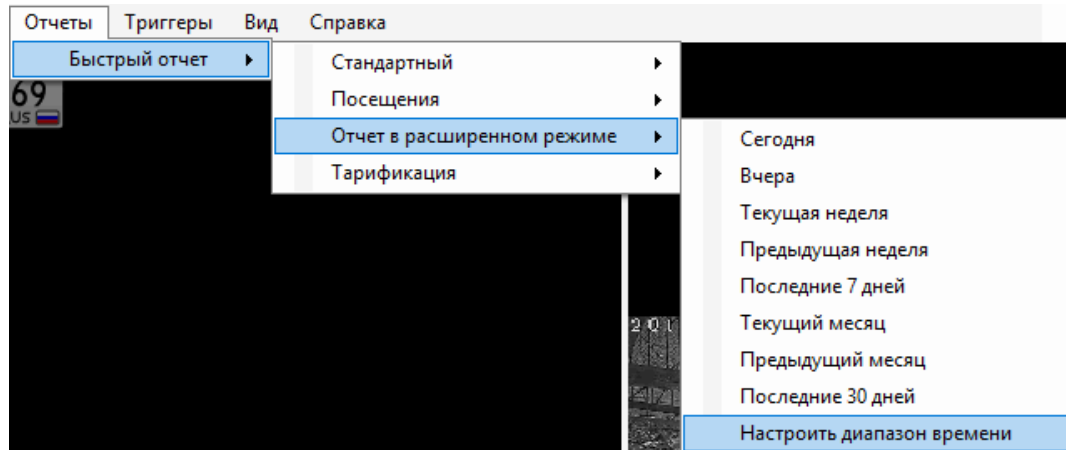 Отчеты Триггеры Вид Справка
Быстрый отчет
Стандартный
69
US
Посещения
Отчет в расширенном режиме
Тарификация
Сегодня
Вчера
Текущая неделя
Предыдущая неделя
Последние 7 дней
201
Текущий месяц
Предыдущий месяц
Последние 30 дней
Настроить диапазон времени